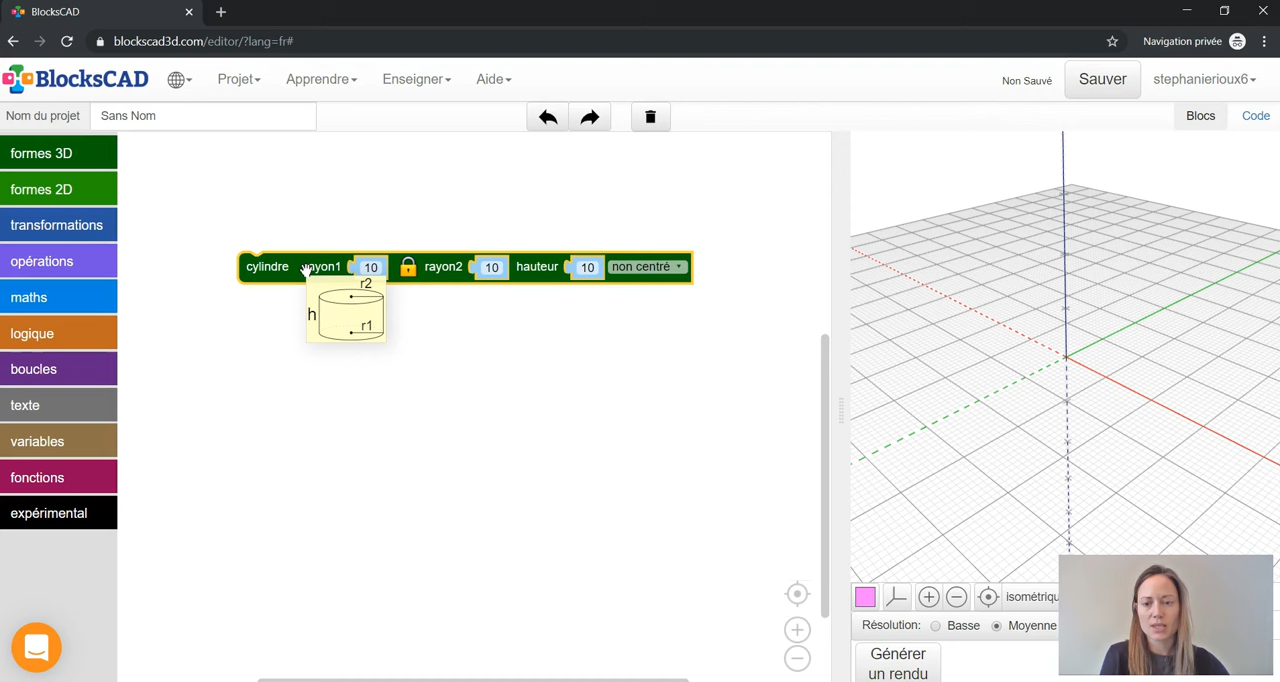 BlocksCAD
blockscad3d.com/editor/?lang=fr#
Navigation privée
BlocksCAD
Projet
Apprendre
Enseigner
Aide
Non Sauvé
Sauver
stephanierioux6
Nom du projet
Sans Nom
Blocs
Code
formes 3D
formes 2D
transformations
opérations
maths
logique
boucles
texte
variables
fonctions
expérimental
cylindre rayon1 10 rayon2 10 hauteur 10 non centré
r2
h
r1
isométriqu
Résolution: Basse Moyenne
Générer
un rendu